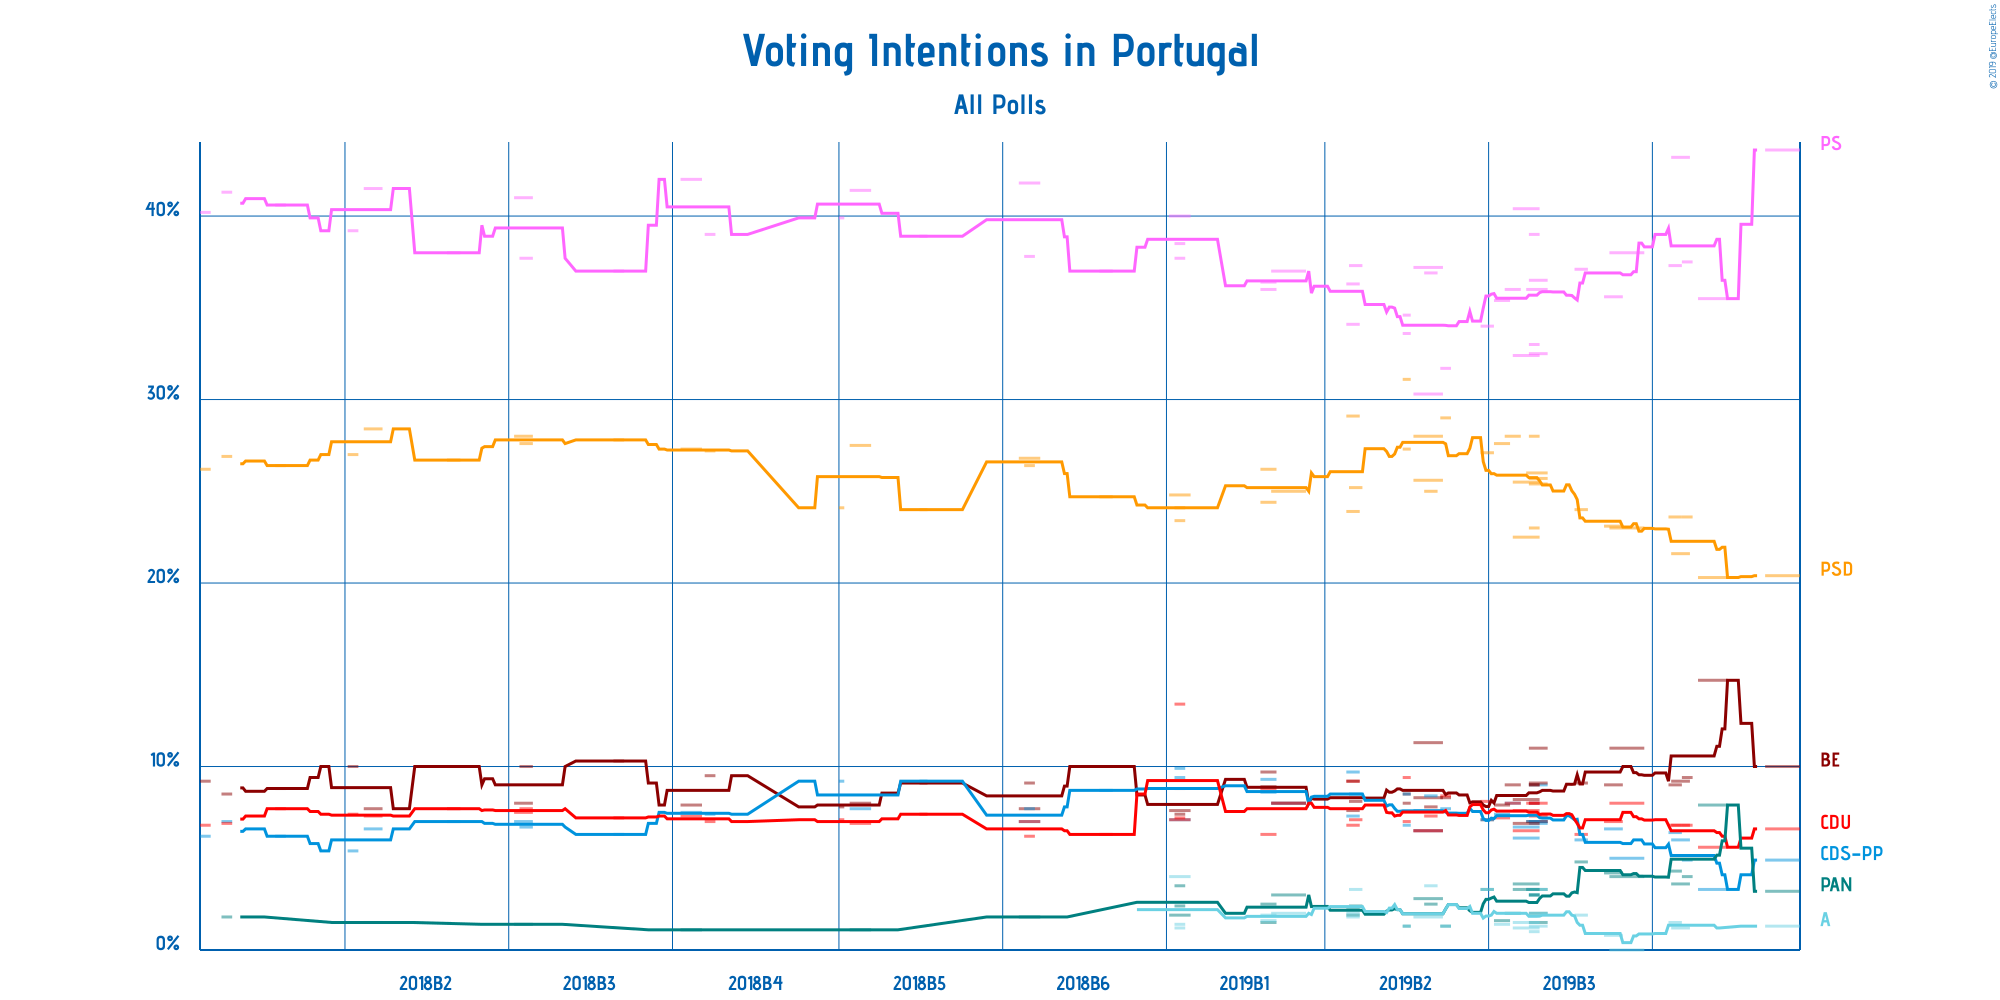 Voting Intentions in Portugal
All Polls
© 2019 @EuropeElects
PS
40%
30%
20%
PSD
10%
BE
CDU
CDS-PP
PAN
A
0%
2018B2 2018B3 2018B4 2018B5 2018B6 2019B1 2019B2 2019B3